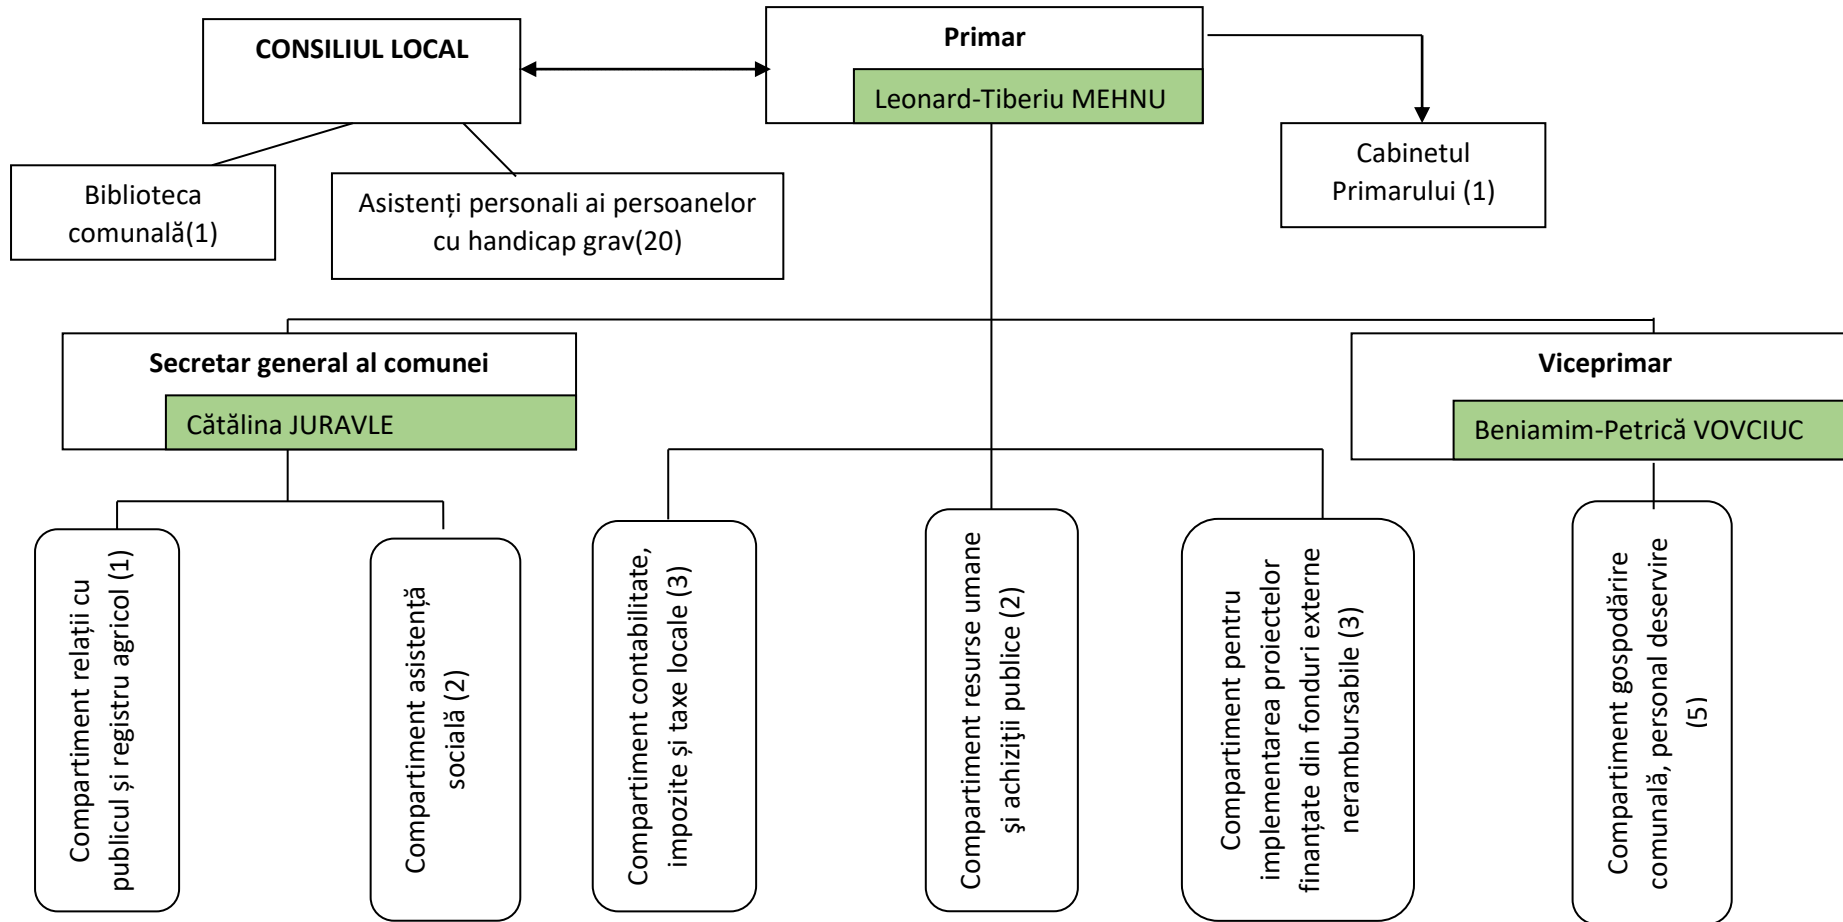 CONSILIUL LOCAL
Primar
Leonard-Tiberiu MEHNU
Cabinetul
Primarului (1)
Biblioteca
comunală(1)
Asistenți personali ai persoanelor
cu handicap grav(20)
Secretar general al comunei
Cătălina JURAVLE
Viceprimar
Beniamim-Petrică VOVCIUC
Compartiment relații cu
publicul și registru agricol (1)
Compartiment asistență
socială (2)
Compartiment contabilitate,
impozite și taxe locale (3)
Compartiment resurse umane
şi achiziţii publice (2)
Compartiment pentru
implementarea proiectelor
finanțate din fonduri externe
nerambursabile (3)
Compartiment gospodărire
comunală, personal deservire
(5)